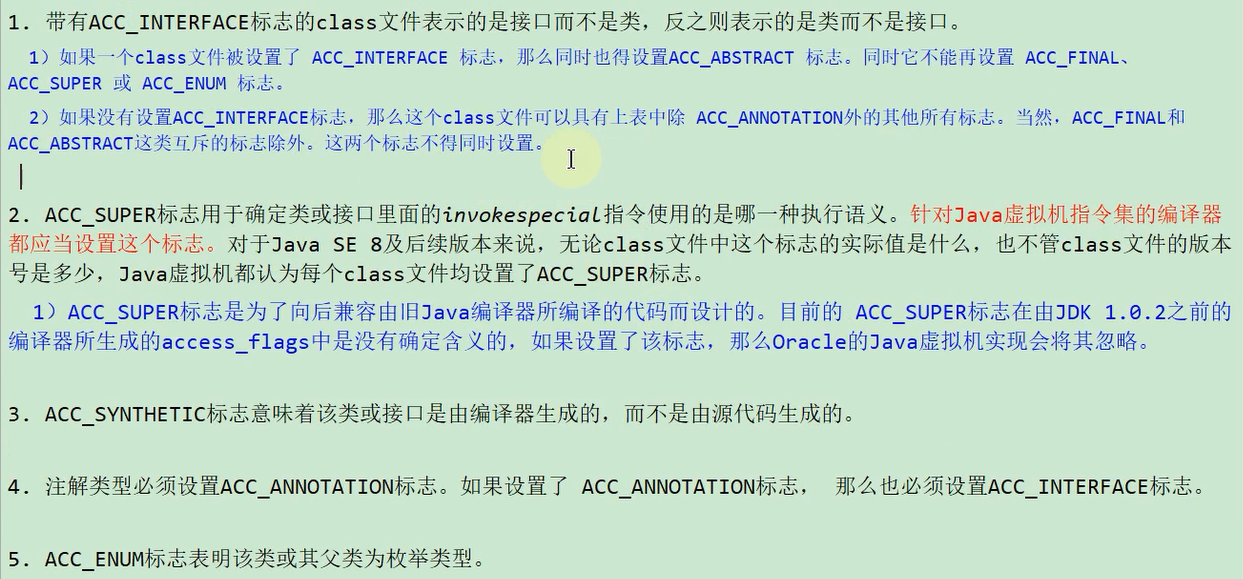 1. 带有ACC_INTERFACE标志的class文件表示的是接口而不是类，反之则表示的是类而不是接口。
1）如果一个class文件被设置了 ACC_INTERFACE 标志，那么同时也得设置ACC_ABSTRACT 标志。同时它不能再设置 ACC_FINAL、
ACC_SUPER 或 ACC_ENUM 标志。
2）如果没有设置ACC_INTERFACE标志，那么这个class文件可以具有上表中除 ACC_ANNOTATION外的其他所有标志。当然，ACC_FINAL和
ACC_ABSTRACT这类互斥的标志除外。这两个标志不得同时设置。
2. ACC_SUPER标志用于确定类或接口里面的invokespecial指令使用的是哪一种执行语义。针对Java虚拟机指令集的编译器
都应当设置这个标志。对于Java SE 8及后续版本来说，无论class文件中这个标志的实际值是什么，也不管class文件的版本
号是多少，Java虚拟机都认为每个class文件均设置了ACC_SUPER标志。
1）ACC_SUPER标志是为了向后兼容由旧Java编译器所编译的代码而设计的。目前的 ACC_SUPER标志在由JDK 1.0.2之前的
编译器所生成的access_flags中是没有确定含义的，如果设置了该标志，那么Oracle的Java虚拟机实现会将其忽略。
3. ACC_SYNTHETIC标志意味着该类或接口是由编译器生成的，而不是由源代码生成的。
4. 注解类型必须设置ACC_ANNOTATION标志。如果设置了 ACC_ANNOTATION标志， 那么也必须设置ACC_INTERFACE标志。
5. ACC_ENUM标志表明该类或其父类为枚举类型。